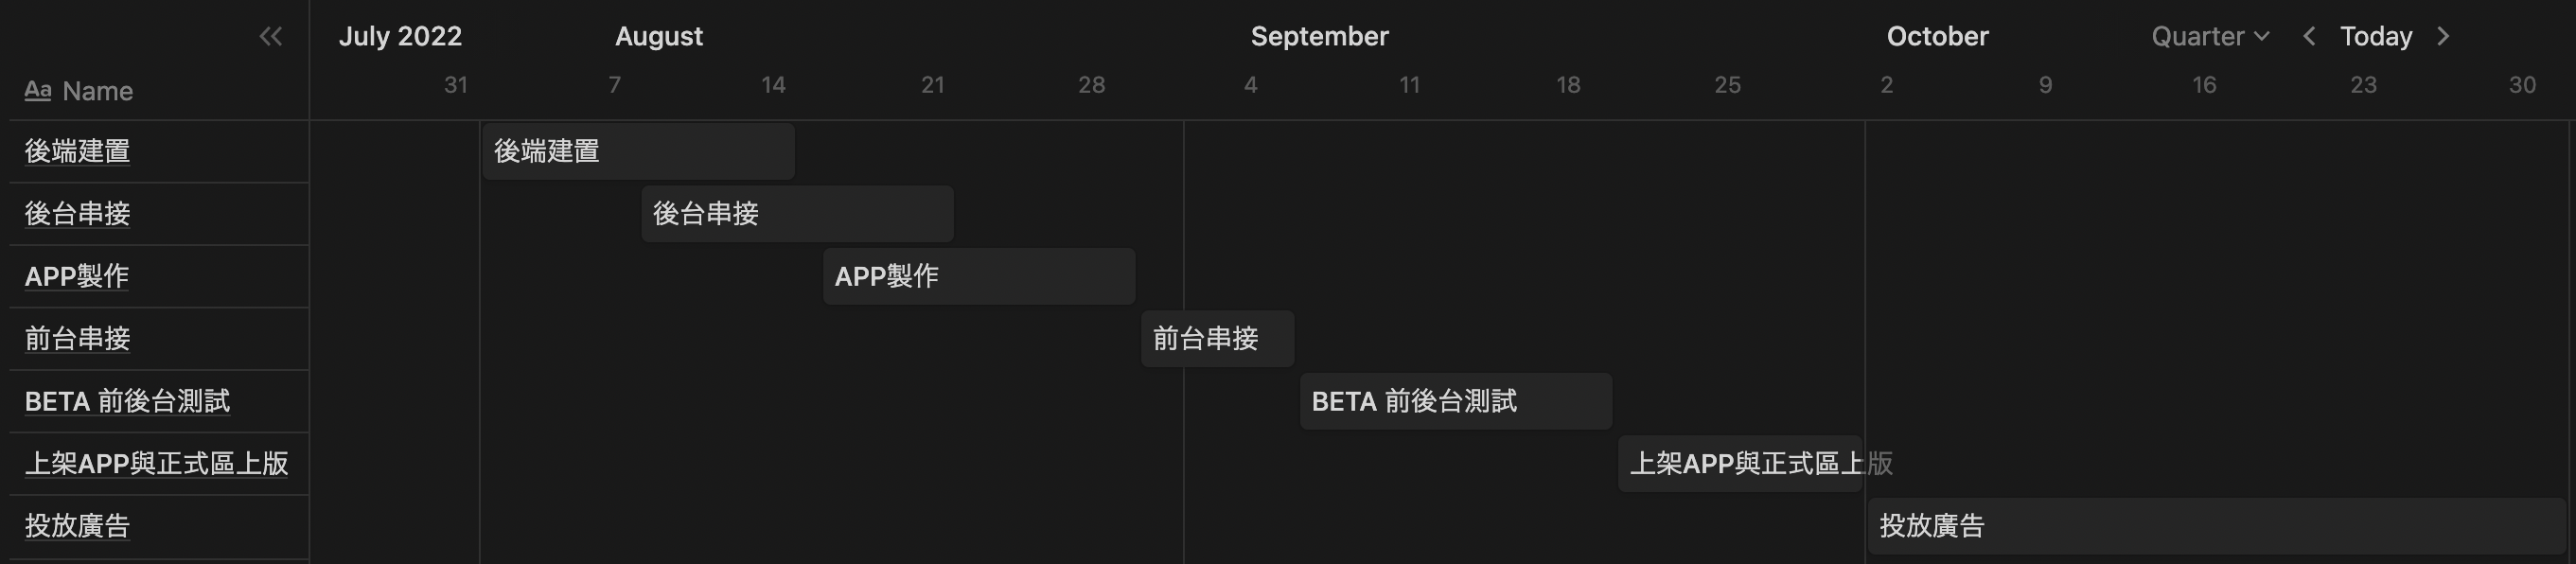 July 2022 August September October Quarter Today
Aa Name 31 7 14 21 28 4 11 18 25 2 9 16 23 30
後端建置 後端建置
後台串接 後台串接
APP製作 APP製作
前台串接 前台串接
BETA 前後台測試 BETA 前後台測試
上架APP與正式區上版 上架APP與正式區上版
投放廣告 投放廣告